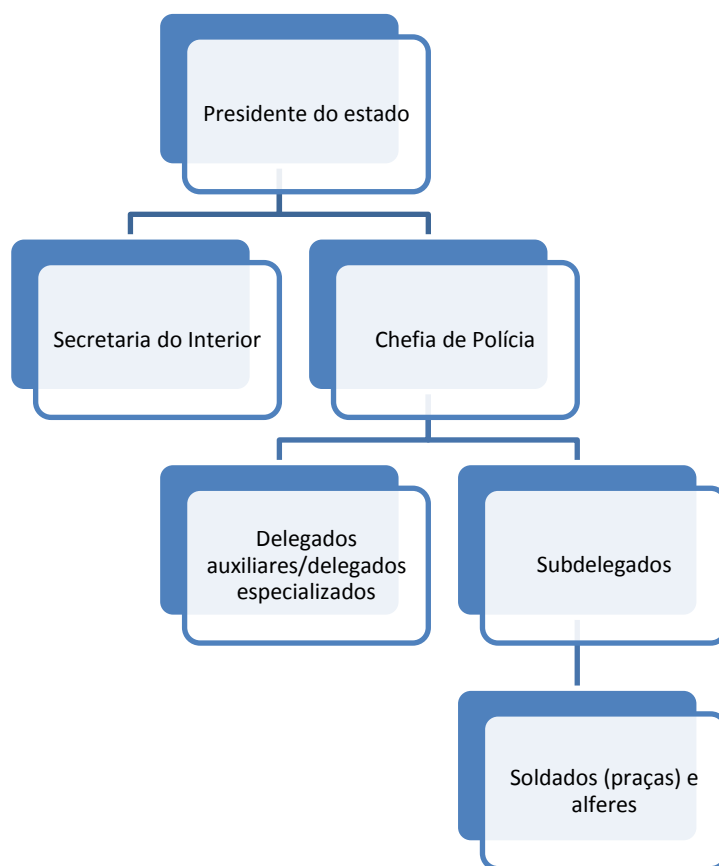 Presidente do estado
Secretaria do Interior
Chefia de Polícia
Delegados
auxiliares/delegados
especializados
Subdelegados
Soldados (praças) e
alferes